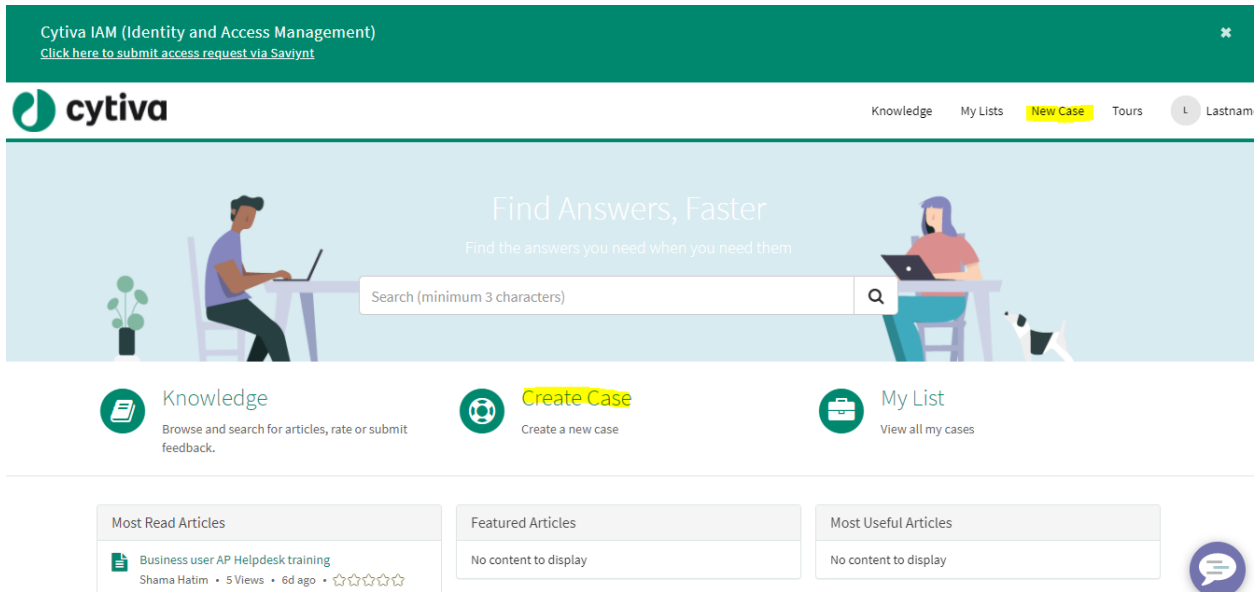 Cytiva IAM (Identity and Access Management)
Click here to submit access request via Saviynt
cytiva
Knowledge
My Lists
New Case
Tours
L
Lastname
Find Answers, Faster
Find the answers you need when you need them
Search (minimum 3 characters)
Knowledge
Browse and search for articles, rate or submit
feedback.
Create Case
Create a new case
My List
View all my cases
Most Read Articles
Business user AP Helpdesk training
Shama Hatim • 5 Views • 6d ago •
Featured Articles
No content to display
Most Useful Articles
No content to display